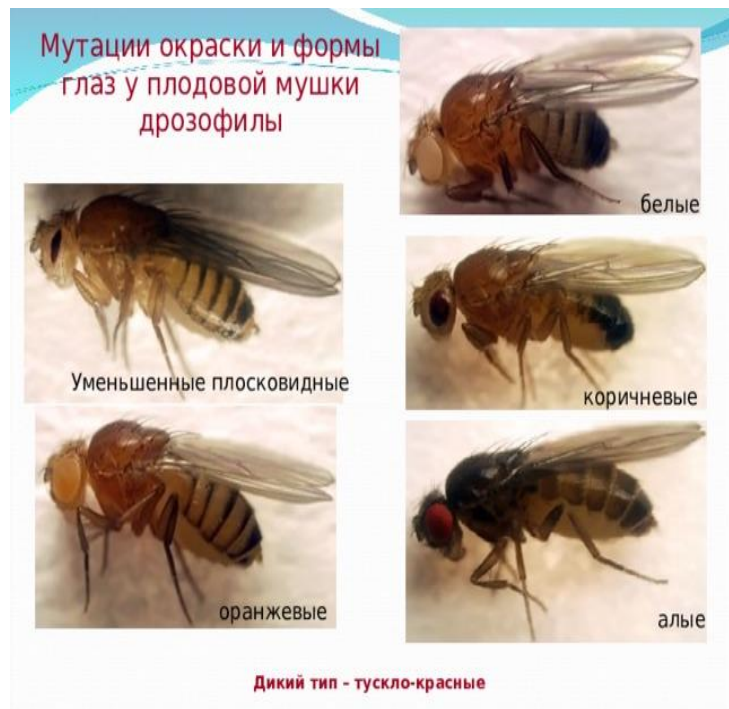 Мутации окраски и формы
глаз у плодовой мушки
дрозофилы
белые
Уменьшенные плосковидные
коричневые
оранжевые
алые
Дикий тип – тускло-красные